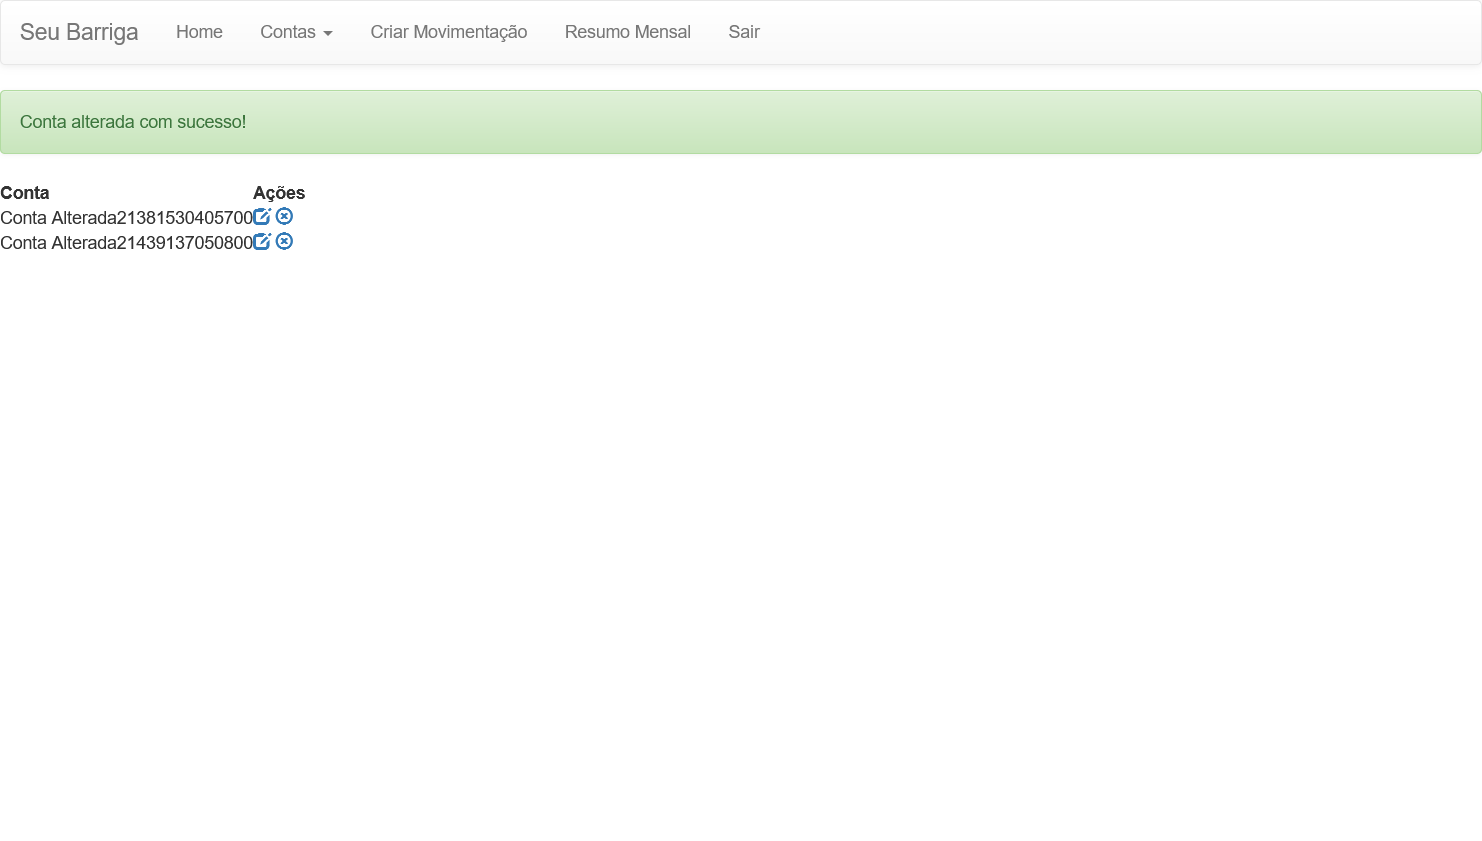 Seu Barriga Home Contas Criar Movimentação Resumo Mensal Sair
Conta alterada com sucesso!
Conta Ações
Conta Alterada21381530405700
Conta Alterada21439137050800